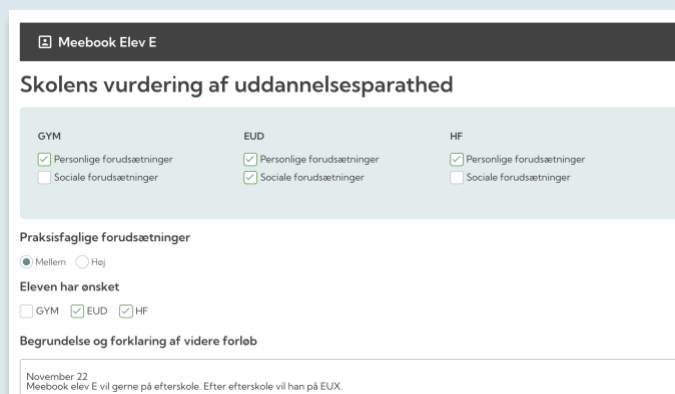 Meebook Elev E
Skolens vurdering af uddannelsesparathed
GYM EUD HF
Personlige forudsætninger Personlige forudsætninger Personlige forudsætninger
Sociale forudsætninger Sociale forudsætninger Sociale forudsætninger
Praksisfaglige forudsætninger
Mellem Høj
Eleven har ønsket
GYM EUD HF
Begrundelse og forklaring af videre forløb
November 22
Meebook elev E vil gerne på efterskole. Efter efterskole vil han på EUX.